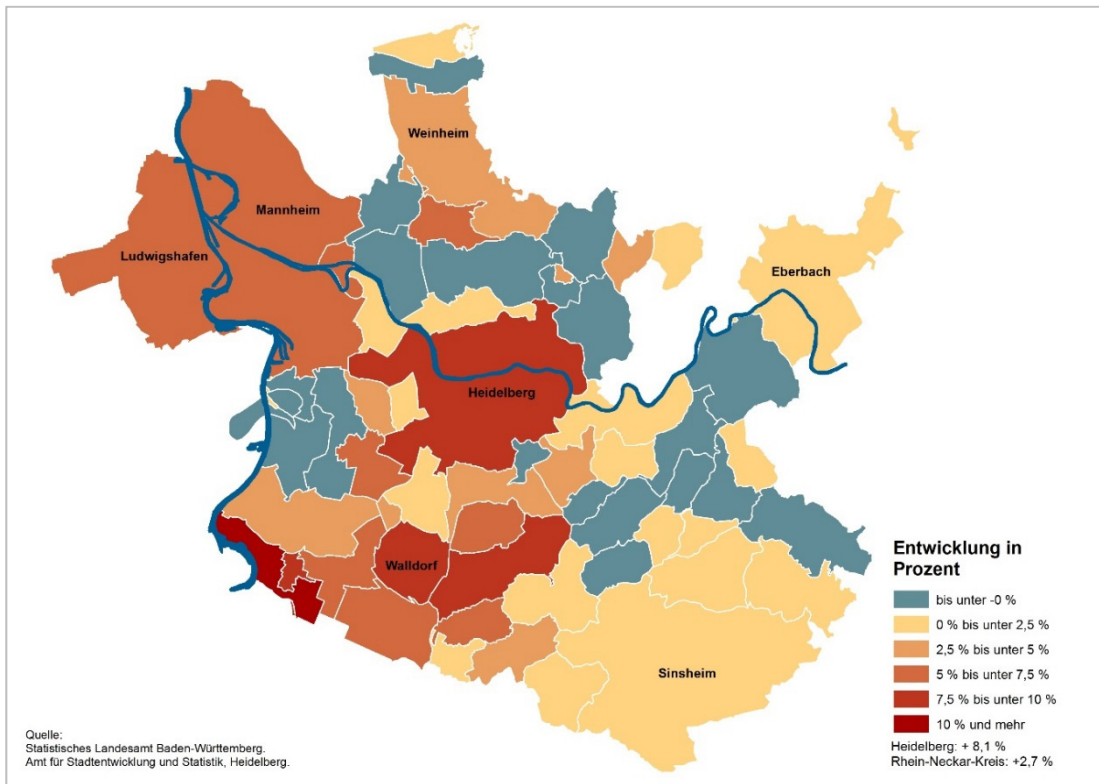 Weinheim
Mannheim
Ludwigshafen
Eberbach
Heidelberg
Walldorf
Sinsheim
Entwicklung in
Prozent
bis unter -0 %
0 % bis unter 2,5 %
2,5 % bis unter 5 %
5 % bis unter 7,5 %
7,5 % bis unter 10 %
10 % und mehr
Heidelberg: + 8,1 %
Rhein-Neckar-Kreis: +2,7 %
Quelle:
Statistisches Landesamt Baden-Württemberg.
Amt für Stadtentwicklung und Statistik, Heidelberg.